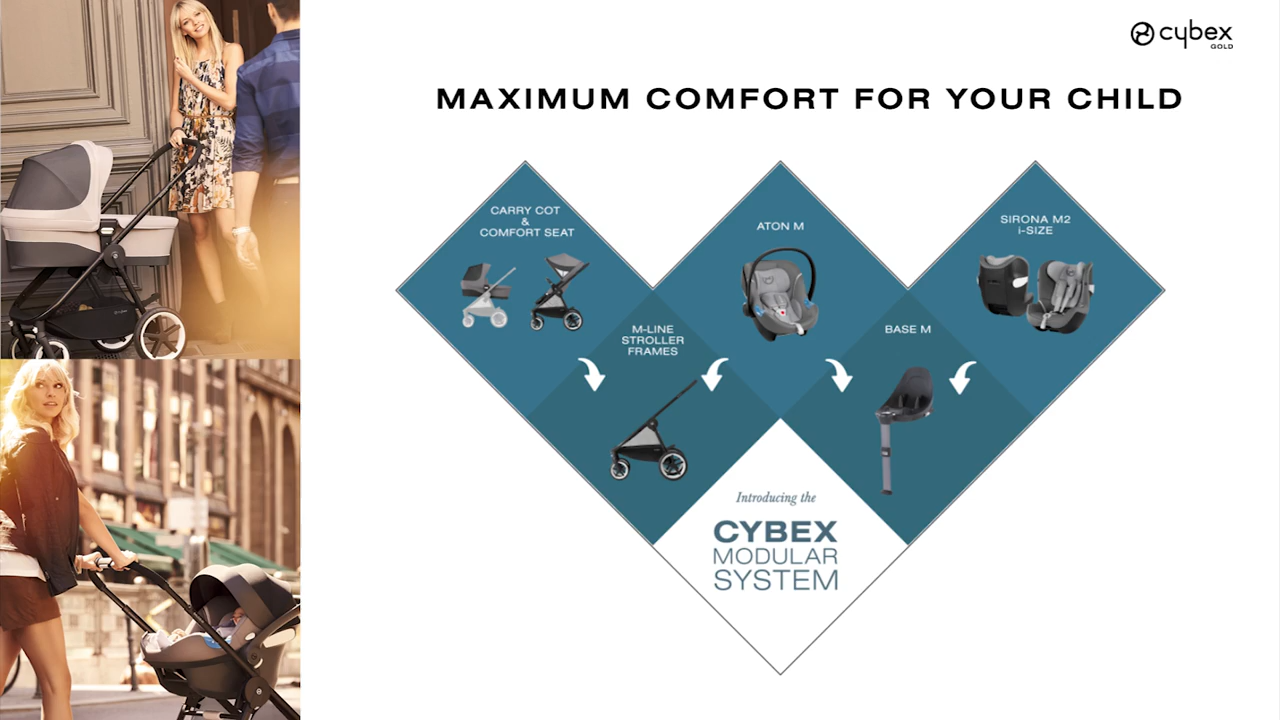 cybex
GOLD
MAXIMUM COMFORT FOR YOUR CHILD
CARRY COT
&
COMFORT SEAT
ATON M
SIRONA M2
i-SIZE
M-LINE
STROLLER
FRAMES
BASE M
Introducing the
CYBEX
MODULAR
SYSTEM